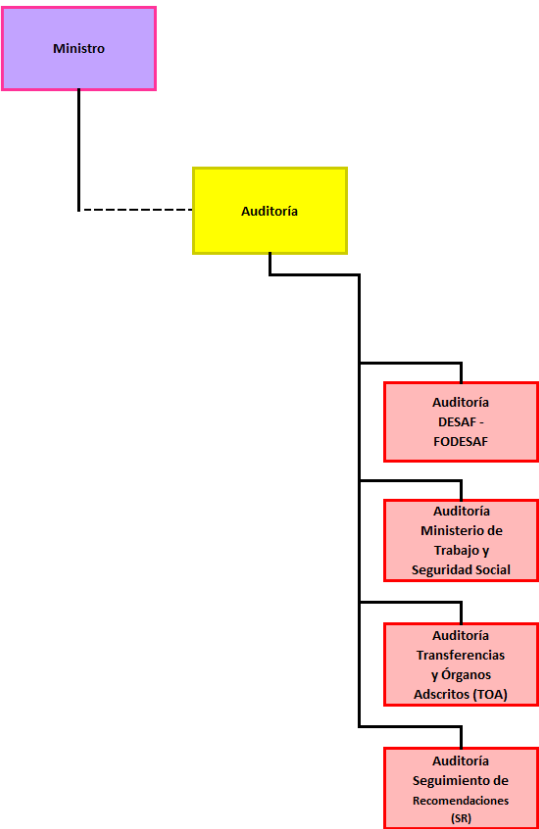 Ministro
Auditoría
Auditoría
DESAF -
FODESAF
Auditoría
Ministerio de
Trabajo y
Seguridad Social
Auditoría
Transferencias
y Órganos
Adscritos (TOA)
Auditoría
Seguimiento de
Recomendaciones
(SR)